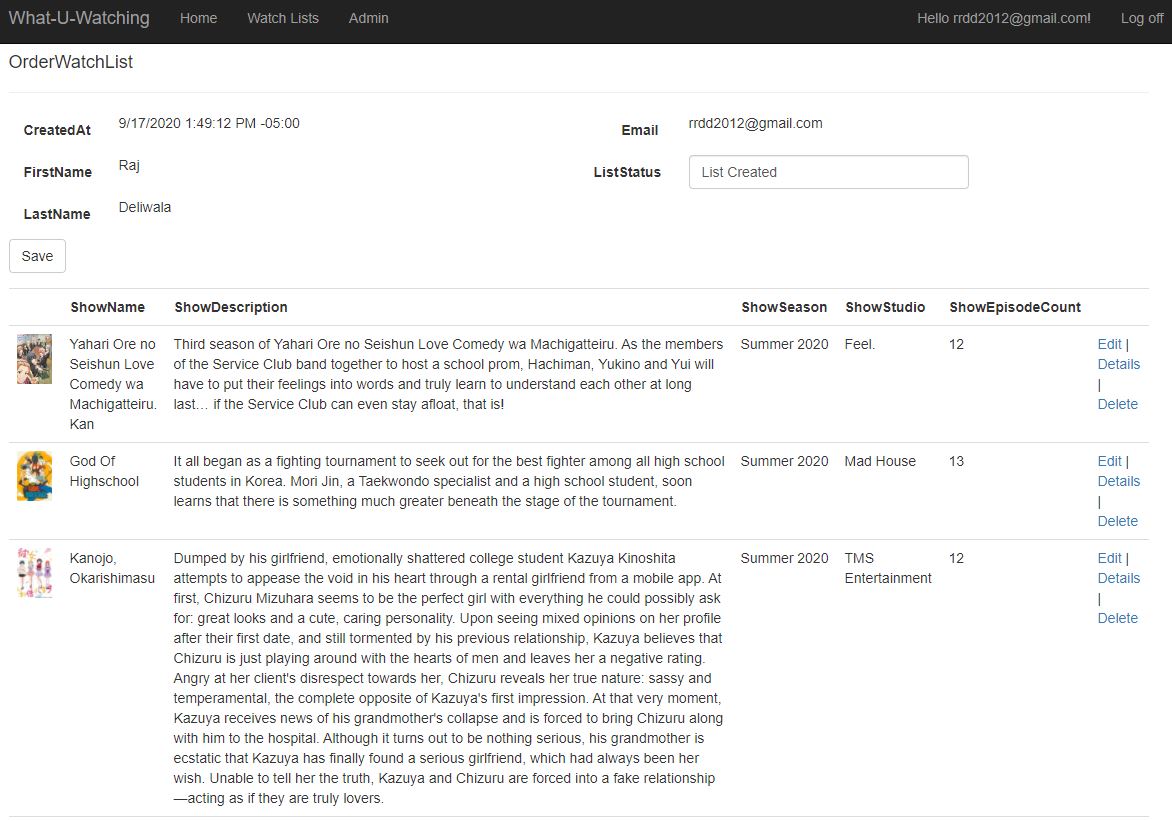 What-U-Watching Home Watch Lists Admin Hello rrdd2012@gmail.com! Log off
OrderWatchList
CreatedAt 9/17/2020 1:49:12 PM -05:00 Email rrdd2012@gmail.com
FirstName Raj ListStatus List Created
LastName Deliwala
Save
ShowName ShowDescription ShowSeason ShowStudio ShowEpisodeCount
Yahari Ore no Third season of Yahari Ore no Seishun Love Comedy wa Machigatteiru. As the members Summer 2020 Feel. 12 Edit |
Seishun Love of the Service Club band together to host a school prom, Hachiman, Yukino and Yui will Details
Comedy wa have to put their feelings into words and truly learn to understand each other at long |
Machigatteiru. last… if the Service Club can even stay afloat, that is! Delete
Kan
God Of It all began as a fighting tournament to seek out for the best fighter among all high school Summer 2020 Mad House 13 Edit |
Highschool students in Korea. Mori Jin, a Taekwondo specialist and a high school student, soon Details
learns that there is something much greater beneath the stage of the tournament. |
Delete
Kanojo, Dumped by his girlfriend, emotionally shattered college student Kazuya Kinoshita Summer 2020 TMS 12 Edit |
Okarishimasu attempts to appease the void in his heart through a rental girlfriend from a mobile app. At Entertainment Details
first, Chizuru Mizuhara seems to be the perfect girl with everything he could possibly ask |
for: great looks and a cute, caring personality. Upon seeing mixed opinions on her profile Delete
after their first date, and still tormented by his previous relationship, Kazuya believes that
Chizuru is just playing around with the hearts of men and leaves her a negative rating.
Angry at her client's disrespect towards her, Chizuru reveals her true nature: sassy and
temperamental, the complete opposite of Kazuya's first impression. At that very moment,
Kazuya receives news of his grandmother's collapse and is forced to bring Chizuru along
with him to the hospital. Although it turns out to be nothing serious, his grandmother is
ecstatic that Kazuya has finally found a serious girlfriend, which had always been her
wish. Unable to tell her the truth, Kazuya and Chizuru are forced into a fake relationship
—acting as if they are truly lovers.